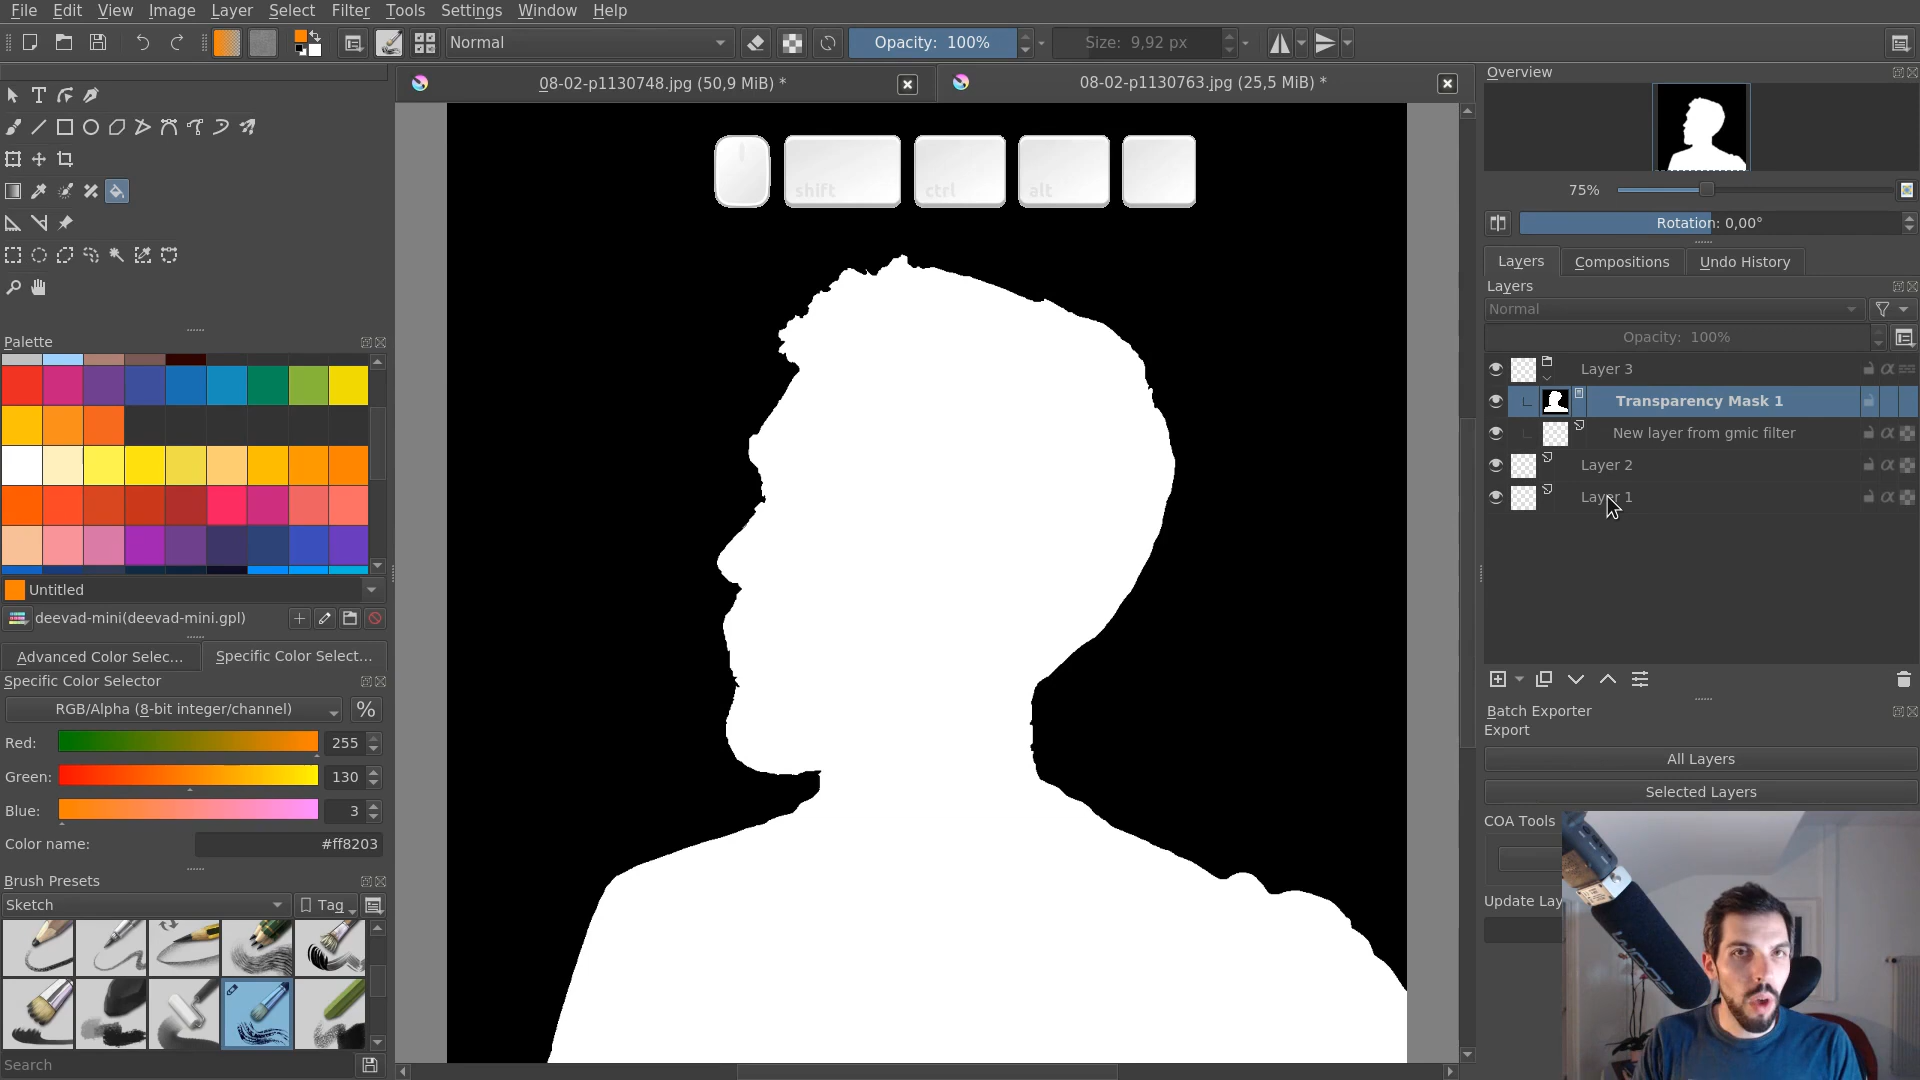 File Edit View Image Layer Select Filter Tools Settings Window Help
Normal
Opacity: 100%
Size: 9,92 px
08-02-p1130748.jpg (50,9 MiB) *
08-02-p1130763.jpg (25,5 MiB) *
shift ctrl alt
Palette
Untitled
deevad-mini(deevad-mini.gpl)
Advanced Color Selec...
Specific Color Select...
Specific Color Selector
RGB/Alpha (8-bit integer/channel)
%
Red: 255
Green: 130
Blue: 3
Color name: #ff8203
Brush Presets
Sketch
Tag
Search
Overview
75%
Rotation: 0,00°
Layers Compositions Undo History
Layers
Normal
Opacity: 100%
Layer 3
Transparency Mask 1
New layer from gmic filter
Layer 2
Layer 1
Batch Exporter
Export
All Layers
Selected Layers
COA Tools
Update Lay